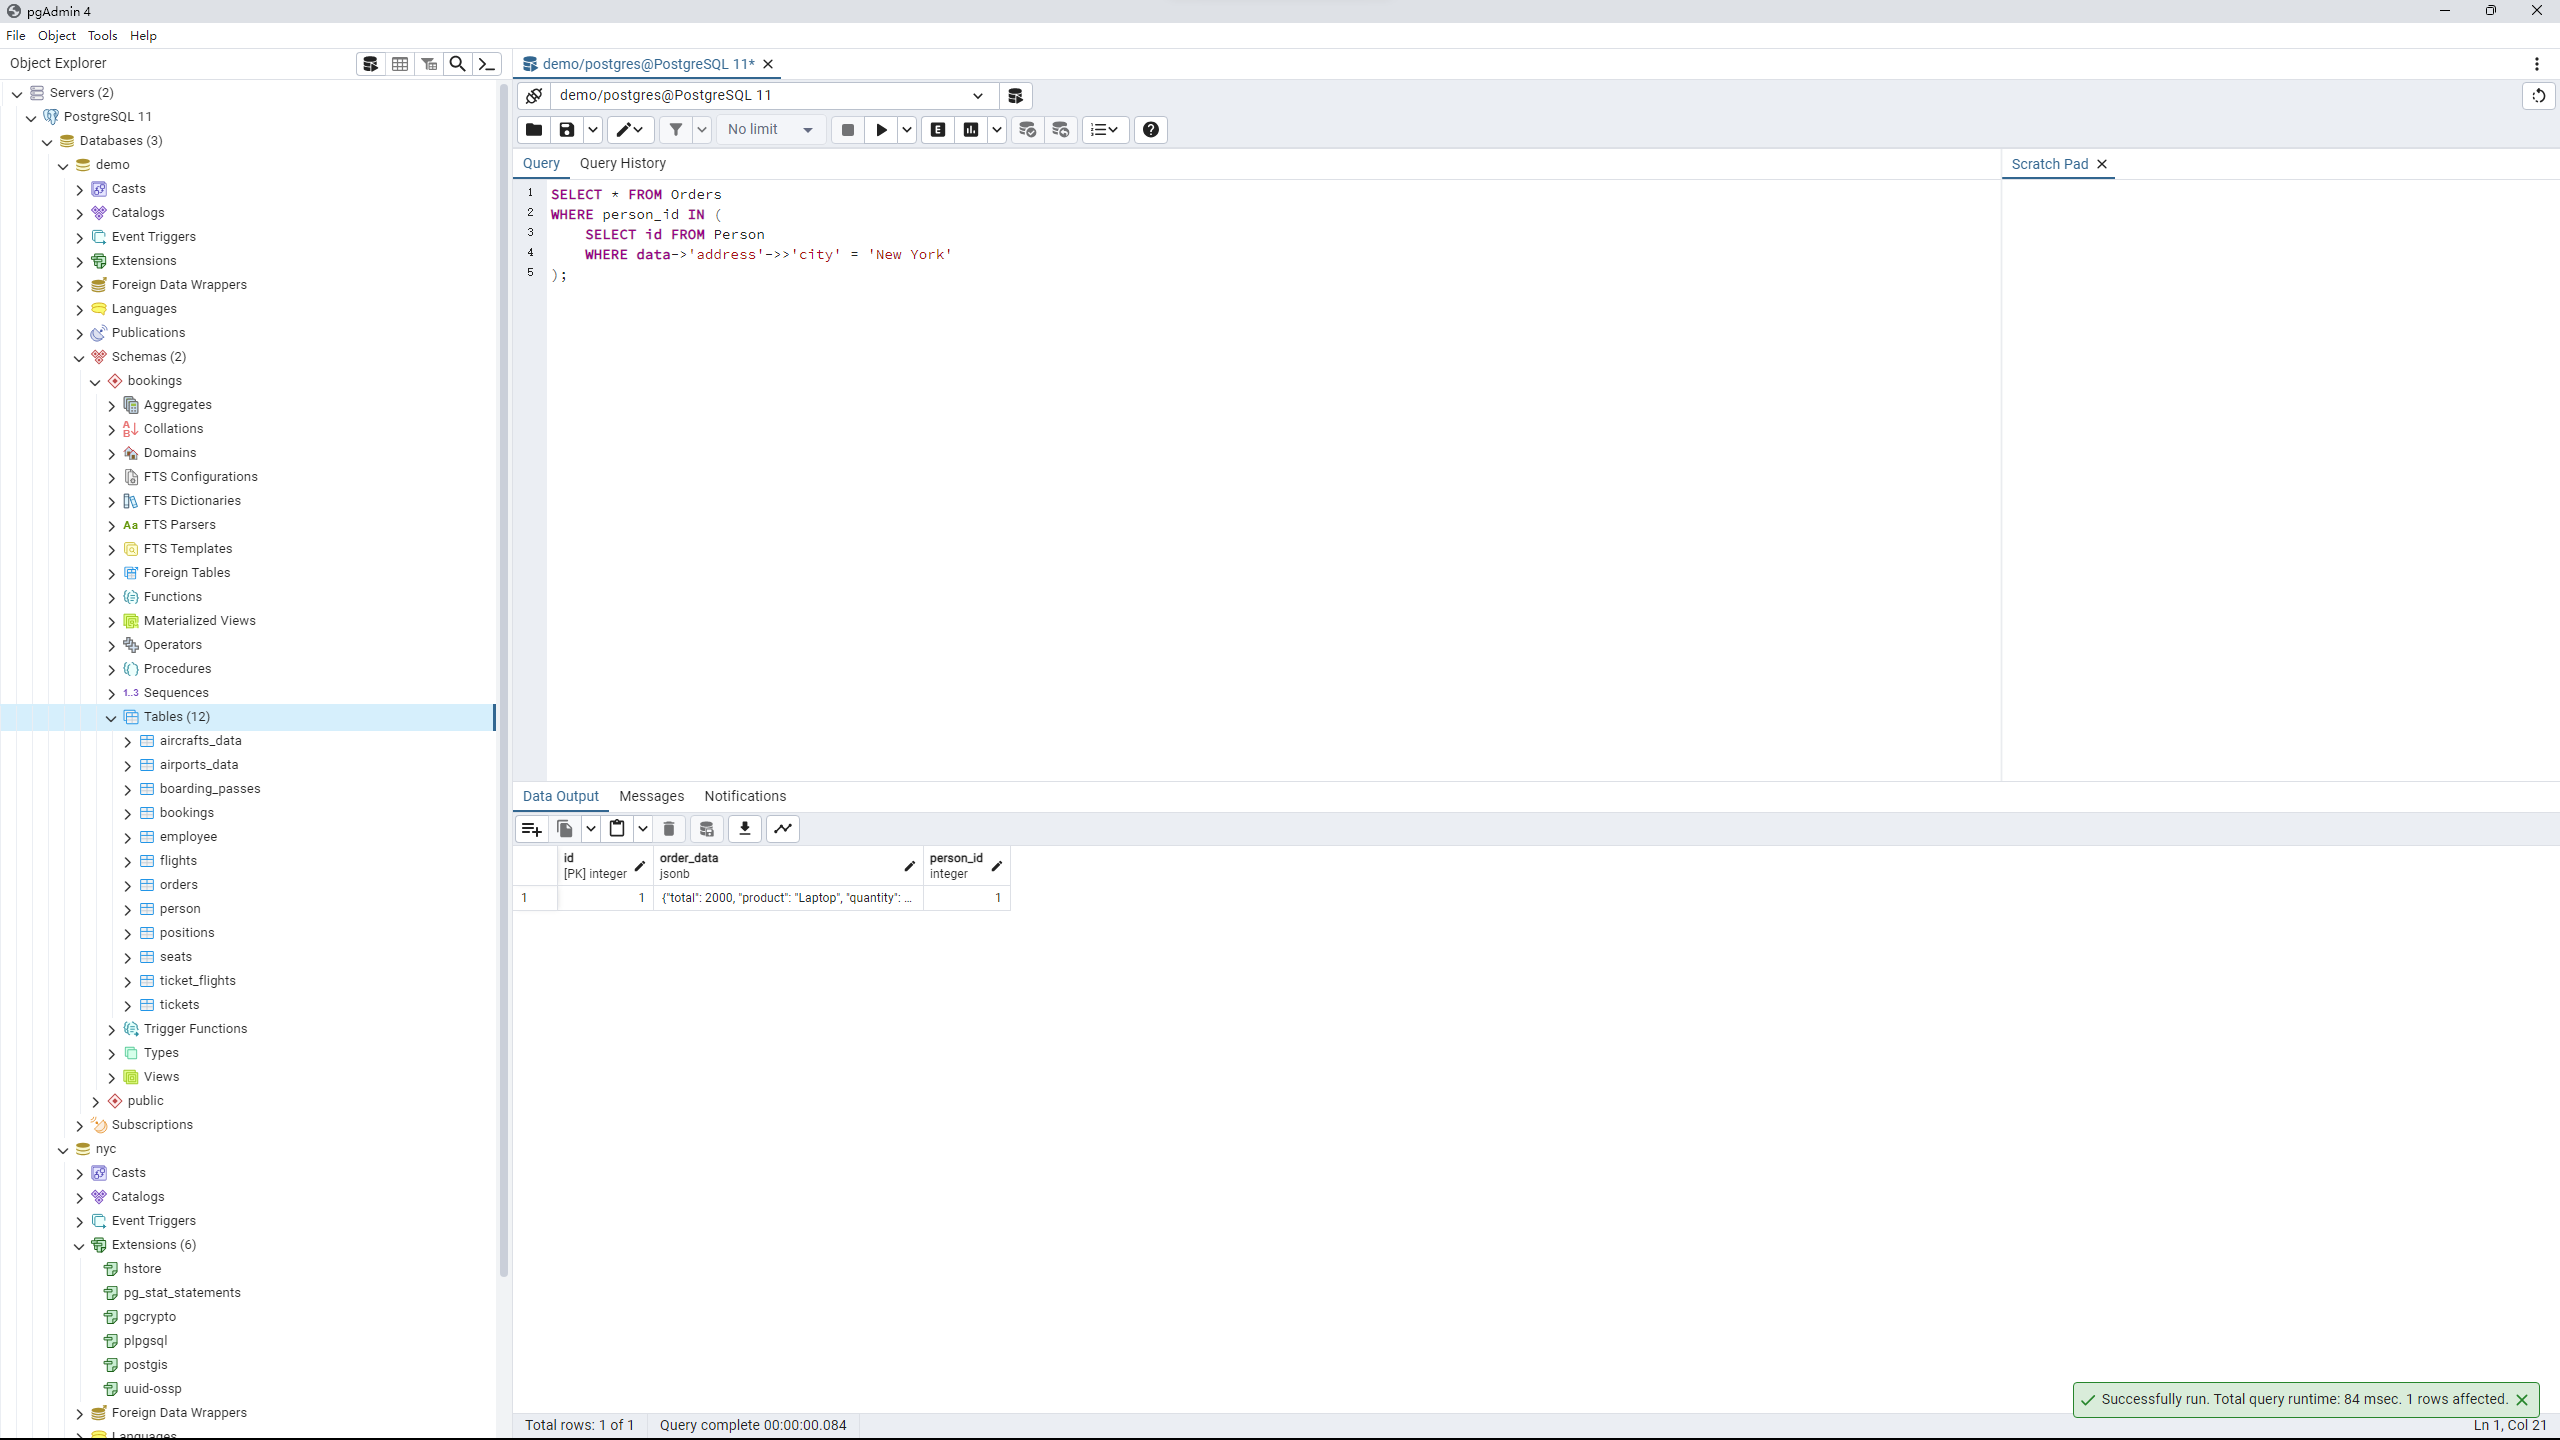 pgAdmin 4
File Object Tools Help
Object Explorer
demo/postgres@PostgreSQL 11*
Servers (2)
PostgreSQL 11
Databases (3)
demo
Casts
Catalogs
Event Triggers
Extensions
Foreign Data Wrappers
Languages
Publications
Schemas (2)
bookings
Aggregates
Collations
Domains
FTS Configurations
FTS Dictionaries
Aa FTS Parsers
FTS Templates
Foreign Tables
Functions
Materialized Views
Operators
Procedures
1..3 Sequences
Tables (12)
aircrafts_data
airports_data
boarding_passes
bookings
employee
flights
orders
person
positions
seats
ticket_flights
tickets
Trigger Functions
Types
Views
public
Subscriptions
nyc
Casts
Catalogs
Event Triggers
Extensions (6)
hstore
pg_stat_statements
pgcrypto
plpgsql
postgis
uuid-ossp
Foreign Data Wrappers
Languages
demo/postgres@PostgreSQL 11
No limit
E
Query Query History
Scratch Pad
1 SELECT * FROM Orders
2 WHERE person_id IN (
3 SELECT id FROM Person
4 WHERE data->'address'->>'city' = 'New York'
5 );
Data Output Messages Notifications
id order_data person_id
[PK] integer jsonb integer
1 1 {"total": 2000, "product": "Laptop", "quantity": ... 1
Successfully run. Total query runtime: 84 msec. 1 rows affected.
Total rows: 1 of 1 Query complete 00:00:00.084 Ln 1, Col 21